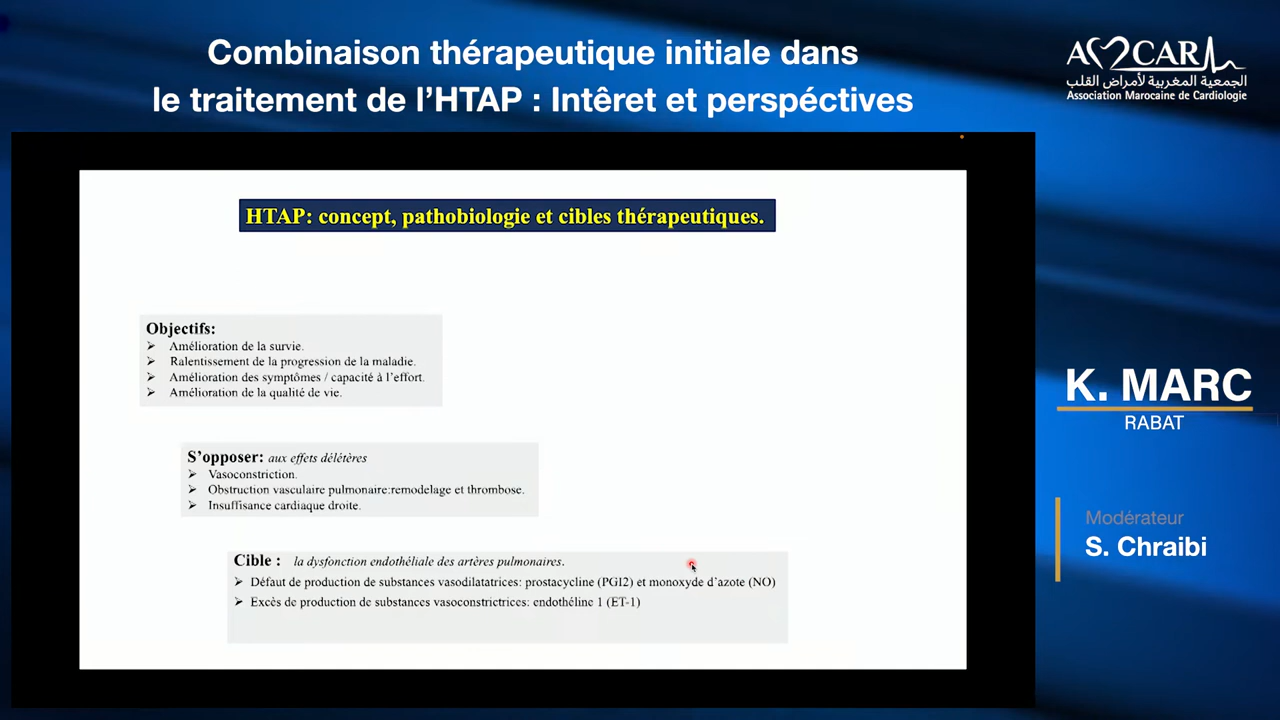 Combinaison thérapeutique initiale dans
le traitement de l'HTAP : Intêret et perspéctives
AM2CAR
الجمعية المغربية لأمراض القلب
Association Marocaine de Cardiologie
HTAP: concept, pathobiologie et cibles thérapeutiques.
Objectifs:
➢ Amélioration de la survie.
➢ Ralentissement de la progression de la maladie.
➢ Amélioration des symptômes / capacité à l'effort.
➢ Amélioration de la qualité de vie.
S'opposer: aux effets délétères
➢ Vasoconstriction.
➢ Obstruction vasculaire pulmonaire:remodelage et thrombose.
➢ Insuffisance cardiaque droite.
Cible : la dysfonction endothéliale des artères pulmonaires.
➢ Défaut de production de substances vasodilatatrices: prostacycline (PGI2) et monoxyde d'azote (NO)
➢ Excès de production de substances vasoconstrictrices: endothéline 1 (ET-1)
K. MARC
RABAT
Modérateur
S. Chraibi